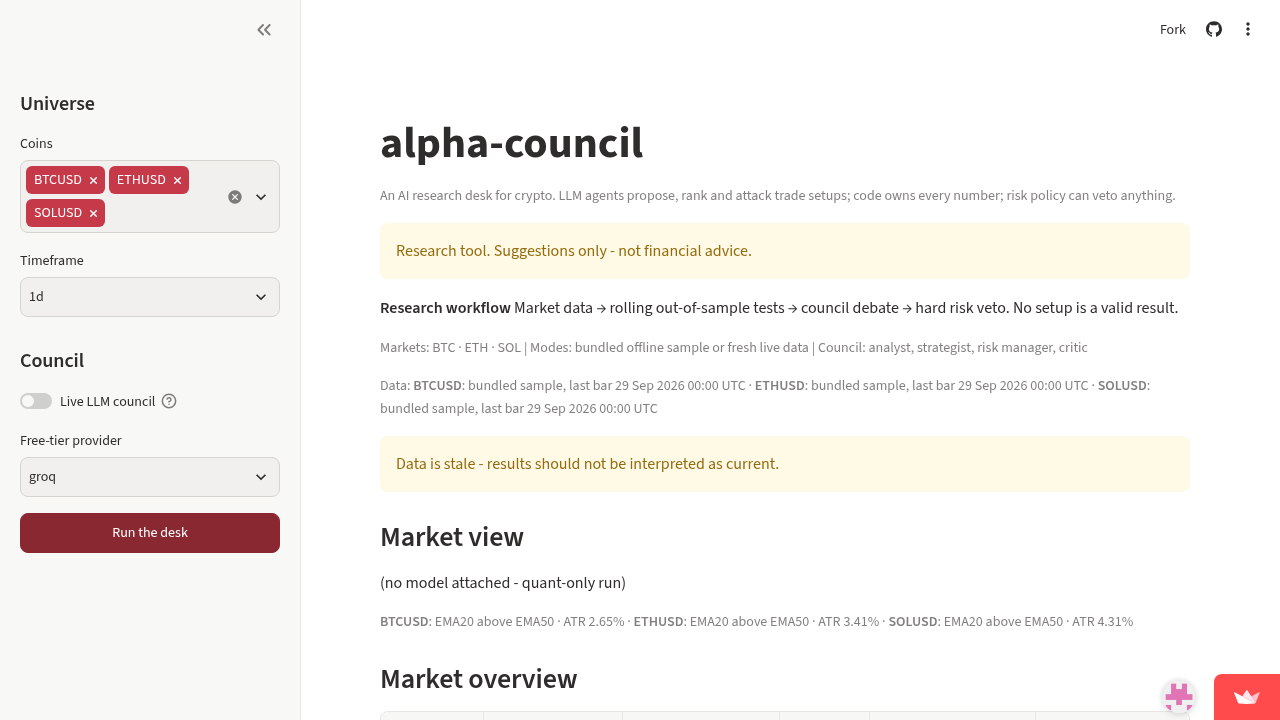 Fork
Universe
Coins
BTCUSD
ETHUSD
SOLUSD
Timeframe
1d
Council
Live LLM council
Free-tier provider
groq
Run the desk
alpha-council
An AI research desk for crypto. LLM agents propose, rank and attack trade setups; code owns every number; risk policy can veto anything.
Research tool. Suggestions only - not financial advice.
Research workflow Market data → rolling out-of-sample tests → council debate → hard risk veto. No setup is a valid result.
Markets: BTC · ETH · SOL | Modes: bundled offline sample or fresh live data | Council: analyst, strategist, risk manager, critic
Data: BTCUSD: bundled sample, last bar 29 Sep 2026 00:00 UTC · ETHUSD: bundled sample, last bar 29 Sep 2026 00:00 UTC · SOLUSD:
bundled sample, last bar 29 Sep 2026 00:00 UTC
Data is stale - results should not be interpreted as current.
Market view
(no model attached - quant-only run)
BTCUSD: EMA20 above EMA50 · ATR 2.65% · ETHUSD: EMA20 above EMA50 · ATR 3.41% · SOLUSD: EMA20 above EMA50 · ATR 4.31%
Market overview